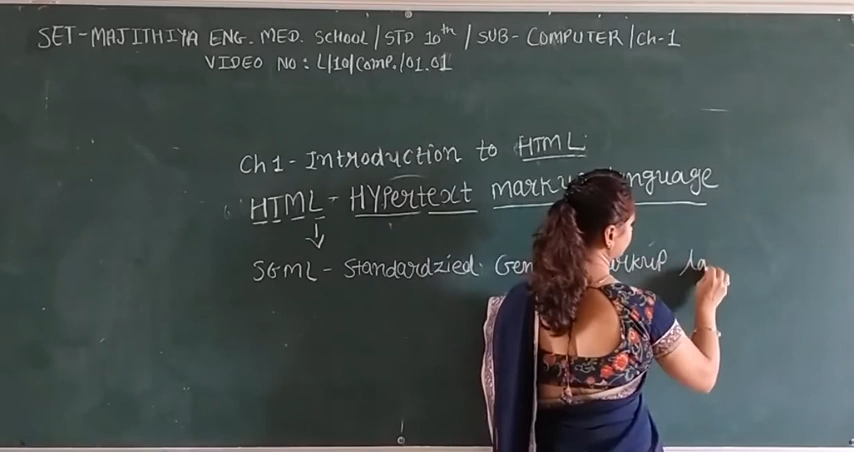 SET-MAJITHIYA ENG. MED. SCHOOL / STD 10th / SUB- COMPUTER / Ch-1
VIDEO NO: L/10/Comp./01.01
Ch 1 - Introduction to HTML
HTML - HYPertext language
SGML - Standardzied